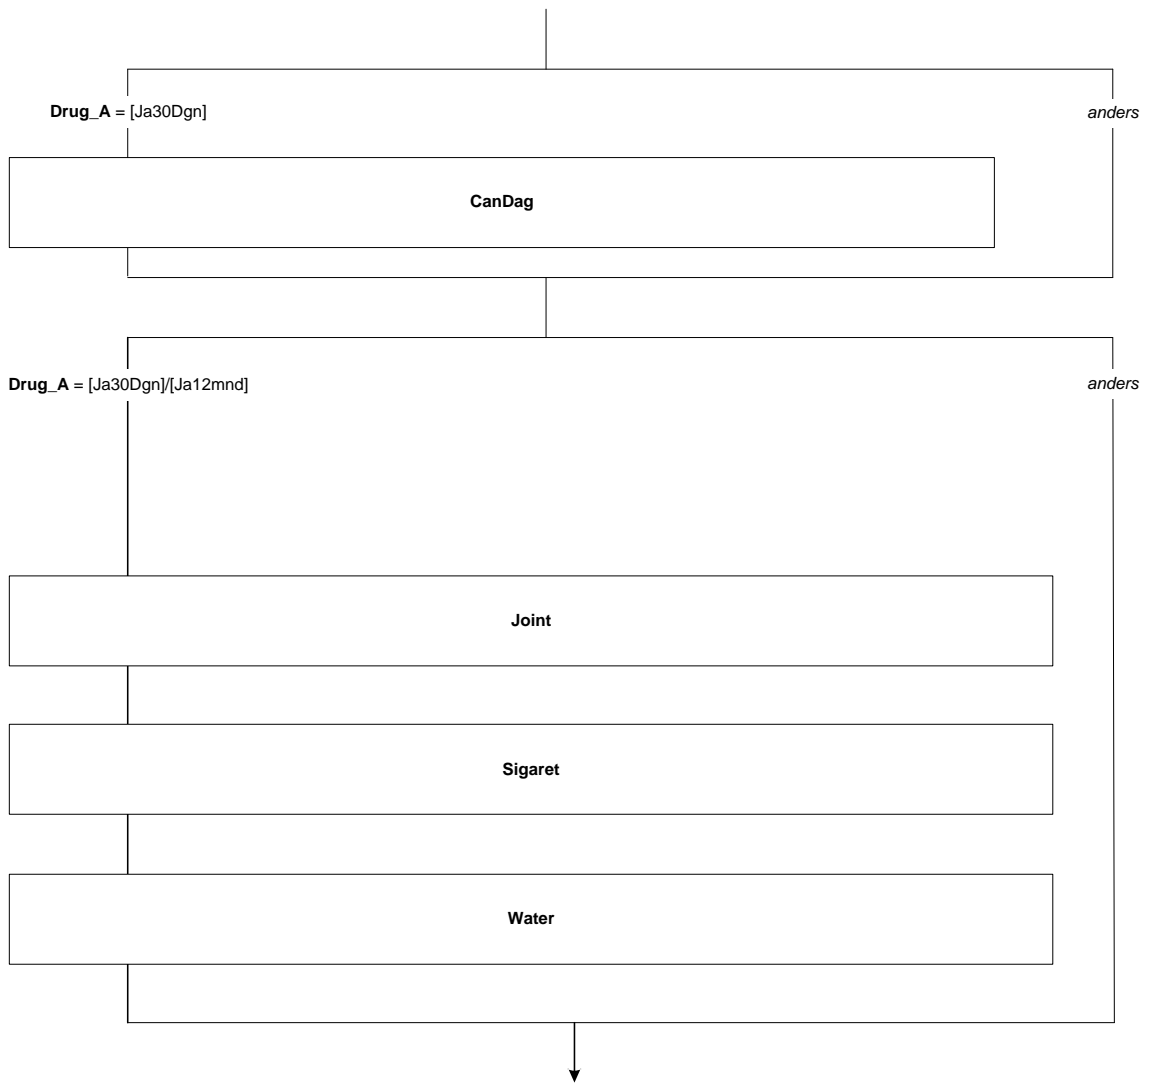 Drug_A = [Ja30Dgn]
anders
CanDag
Drug_A = [Ja30Dgn]/[Ja12mnd]
anders
Joint
Sigaret
Water